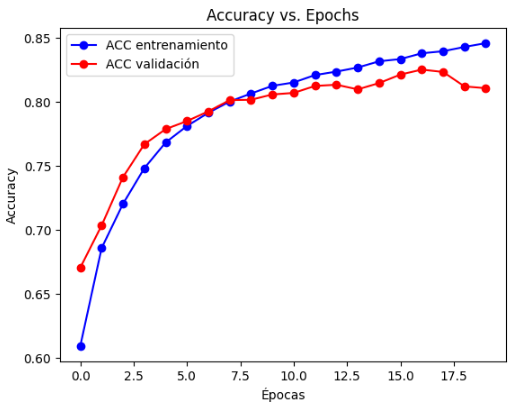 Accuracy vs. Epochs
ACC entrenamiento
ACC validación
Accuracy
0.85
0.80
0.75
0.70
0.65
0.60
0.0 2.5 5.0 7.5 10.0 12.5 15.0 17.5
Épocas